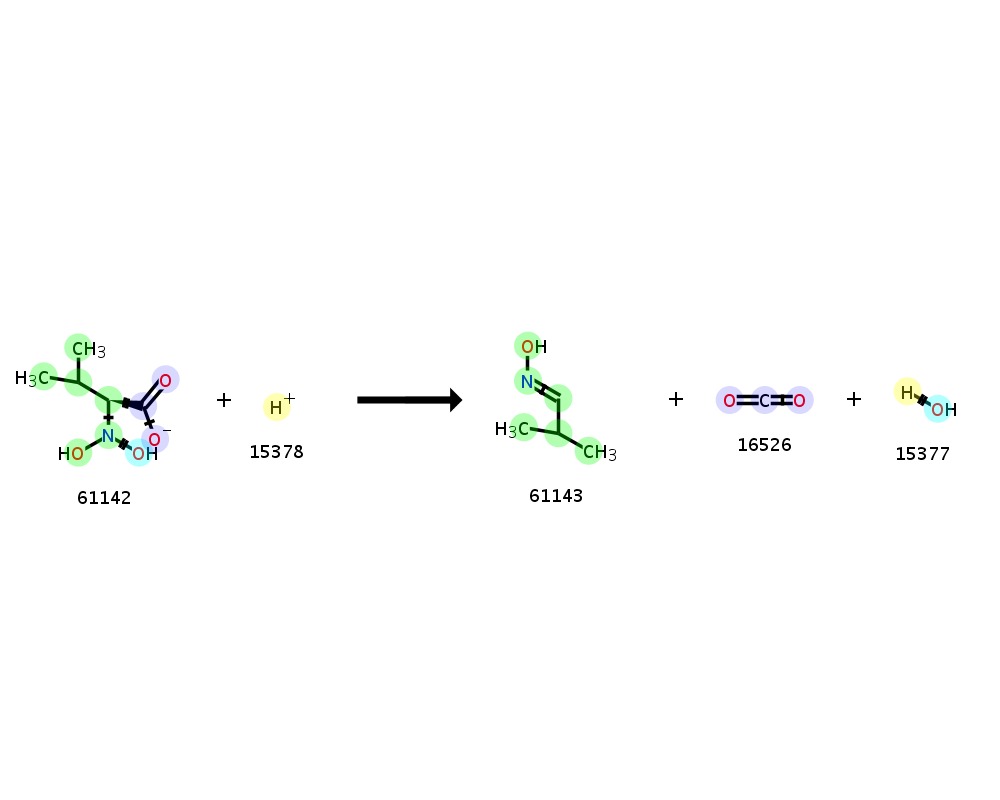 OH
CH3
H3C
O
N
+
H+
+
O C O
+
H
OH
O−
HO
N
OH
H3C
CH3
15378
16526
15377
61142
61143